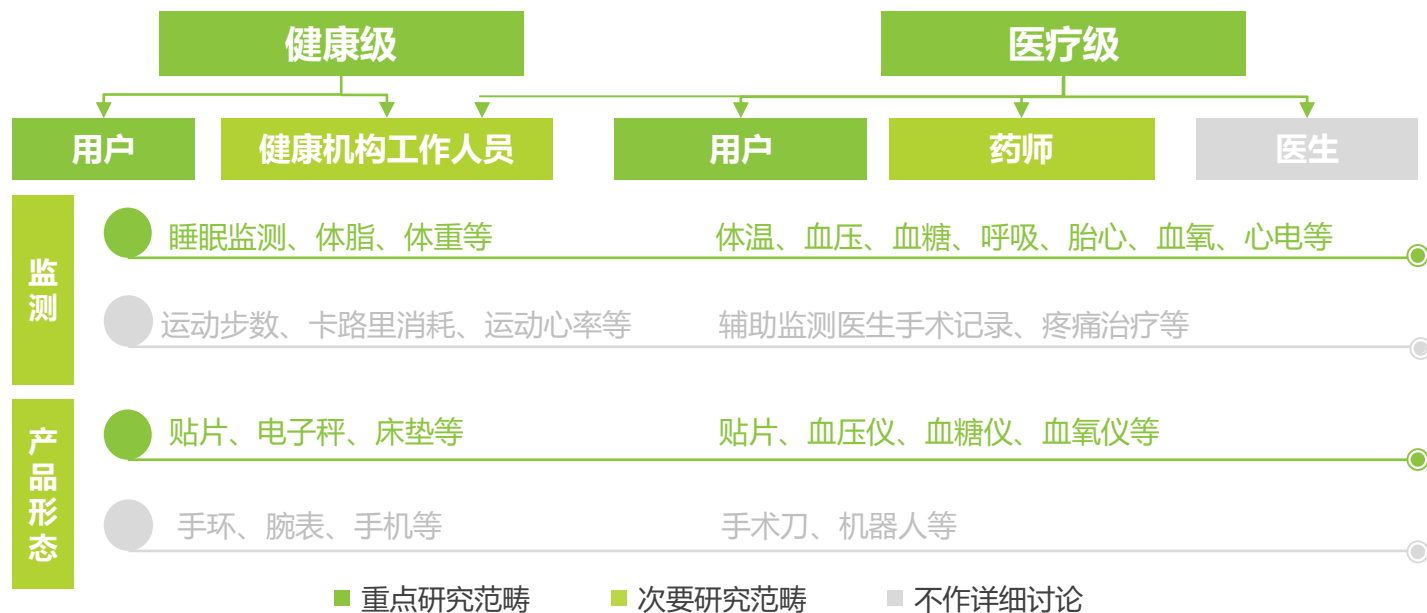 健康级
医疗级
用户
健康机构工作人员
用户
药师
医生
监测
睡眠监测、体脂、体重等
体温、血压、血糖、呼吸、胎心、血氧、心电等
运动步数、卡路里消耗、运动心率等
辅助监测医生手术记录、疼痛治疗等
产品形态
贴片、电子秤、床垫等
贴片、血压仪、血糖仪、血氧仪等
手环、腕表、手机等
手术刀、机器人等
重点研究范畴
次要研究范畴
不作详细讨论